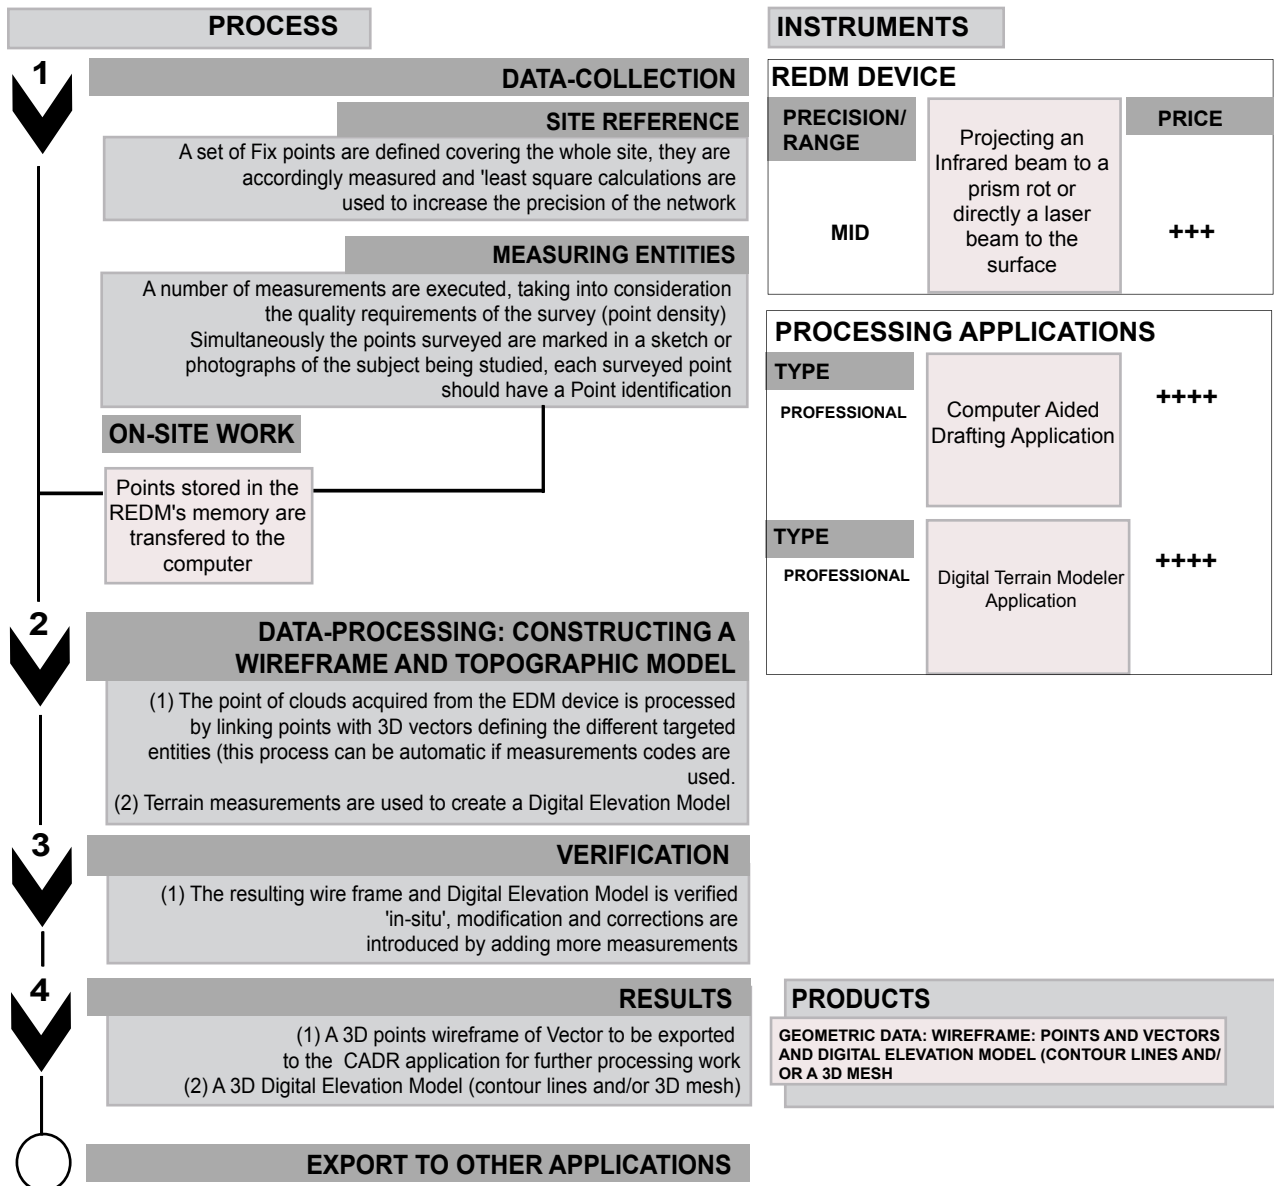 PROCESS
1
DATA-COLLECTION
SITE REFERENCE
A set of Fix points are defined covering the whole site, they are
accordingly measured and 'least square calculations are
used to increase the precision of the network
MEASURING ENTITIES
A number of measurements are executed, taking into consideration
the quality requirements of the survey (point density)
Simultaneously the points surveyed are marked in a sketch or
photographs of the subject being studied, each surveyed point
should have a Point identification
ON-SITE WORK
Points stored in the
REDM's memory are
transfered to the
computer
2
DATA-PROCESSING: CONSTRUCTING A
WIREFRAME AND TOPOGRAPHIC MODEL
(1) The point of clouds acquired from the EDM device is processed
by linking points with 3D vectors defining the different targeted
entities (this process can be automatic if measurements codes are
used.
(2) Terrain measurements are used to create a Digital Elevation Model
3
VERIFICATION
(1) The resulting wire frame and Digital Elevation Model is verified
'in-situ', modification and corrections are
introduced by adding more measurements
4
RESULTS
(1) A 3D points wireframe of Vector to be exported
to the CADR application for further processing work
(2) A 3D Digital Elevation Model (contour lines and/or 3D mesh)
EXPORT TO OTHER APPLICATIONS
INSTRUMENTS
REDM DEVICE
PRECISION/
RANGE
MID
Projecting an
Infrared beam to a
prism rot or
directly a laser
beam to the
surface
PRICE
+++
PROCESSING APPLICATIONS
TYPE
PROFESSIONAL
Computer Aided
Drafting Application
++++
TYPE
PROFESSIONAL
Digital Terrain Modeler
Application
++++
PRODUCTS
GEOMETRIC DATA: WIREFRAME: POINTS AND VECTORS
AND DIGITAL ELEVATION MODEL (CONTOUR LINES AND/
OR A 3D MESH